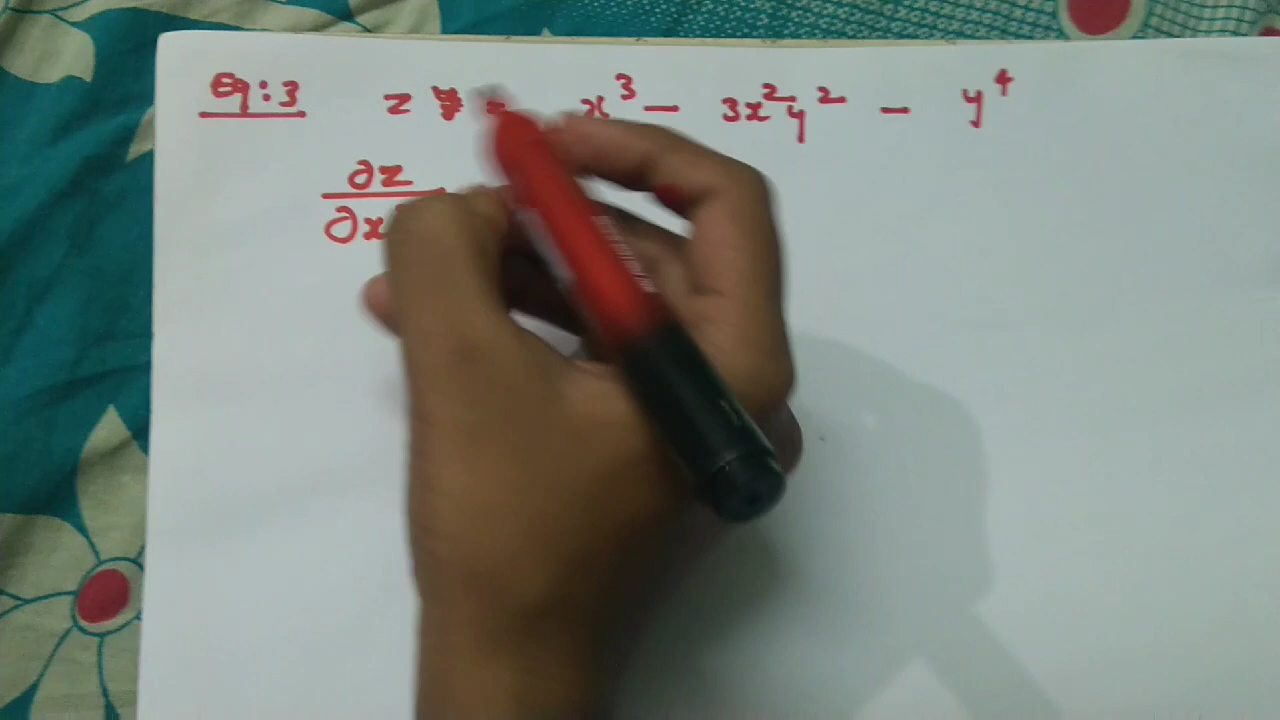 Eg:3 z = x³ - 3x²y² - y⁴
∂z
∂x